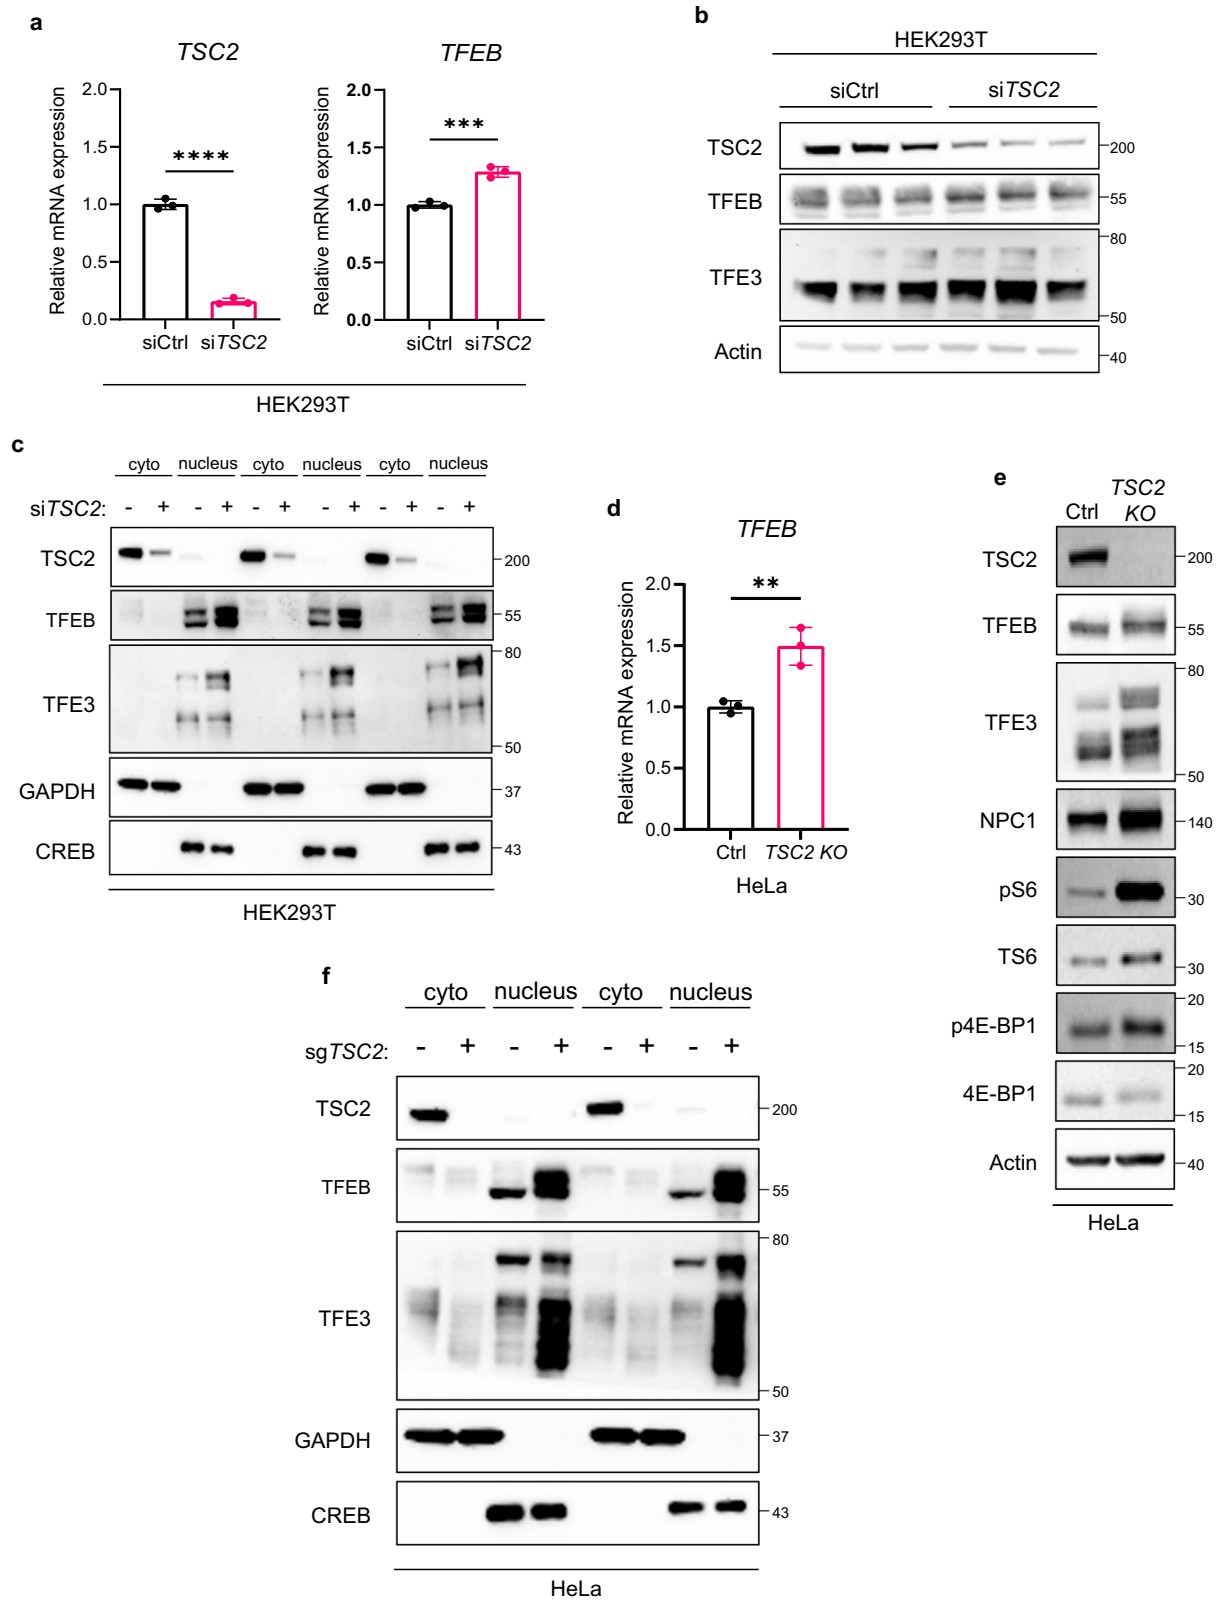 a
TSC2
Relative mRNA expression
2.0
1.5
1.0
0.5
0.0
****
siCtrl siTSC2
TFEB
Relative mRNA expression
2.0
1.5
1.0
0.5
0.0
***
siCtrl siTSC2
HEK293T
b
HEK293T
siCtrl siTSC2
TSC2 200
TFEB 55
TFE3 80
50
Actin 40
c
cyto nucleus cyto nucleus cyto nucleus
siTSC2: - + - + - + - + - + - +
TSC2 200
TFEB 55
TFE3 80
50
GAPDH 37
CREB 43
HEK293T
d
TFEB
Relative mRNA expression
2.0
1.5
1.0
0.5
0.0
**
Ctrl TSC2 KO
HeLa
e
Ctrl TSC2 KO
TSC2 200
TFEB 55
TFE3 80
50
NPC1 140
pS6 30
TS6 30
p4E-BP1 20
15
4E-BP1 20
15
Actin 40
HeLa
f
cyto nucleus cyto nucleus
sgTSC2: - + - + - + - +
TSC2 200
TFEB 55
TFE3 80
50
GAPDH 37
CREB 43
HeLa